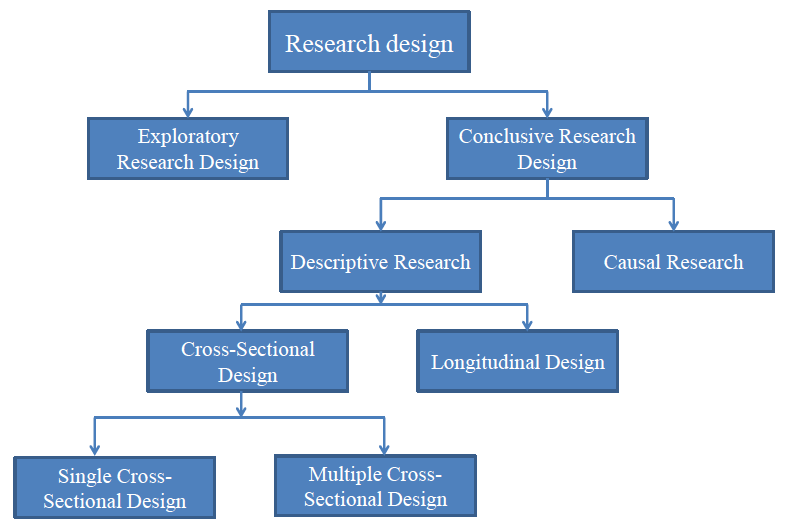 Research design
Exploratory
Research Design
Conclusive Research
Design
Descriptive Research
Causal Research
Cross-Sectional
Design
Longitudinal Design
Single Cross-
Sectional Design
Multiple Cross-
Sectional Design